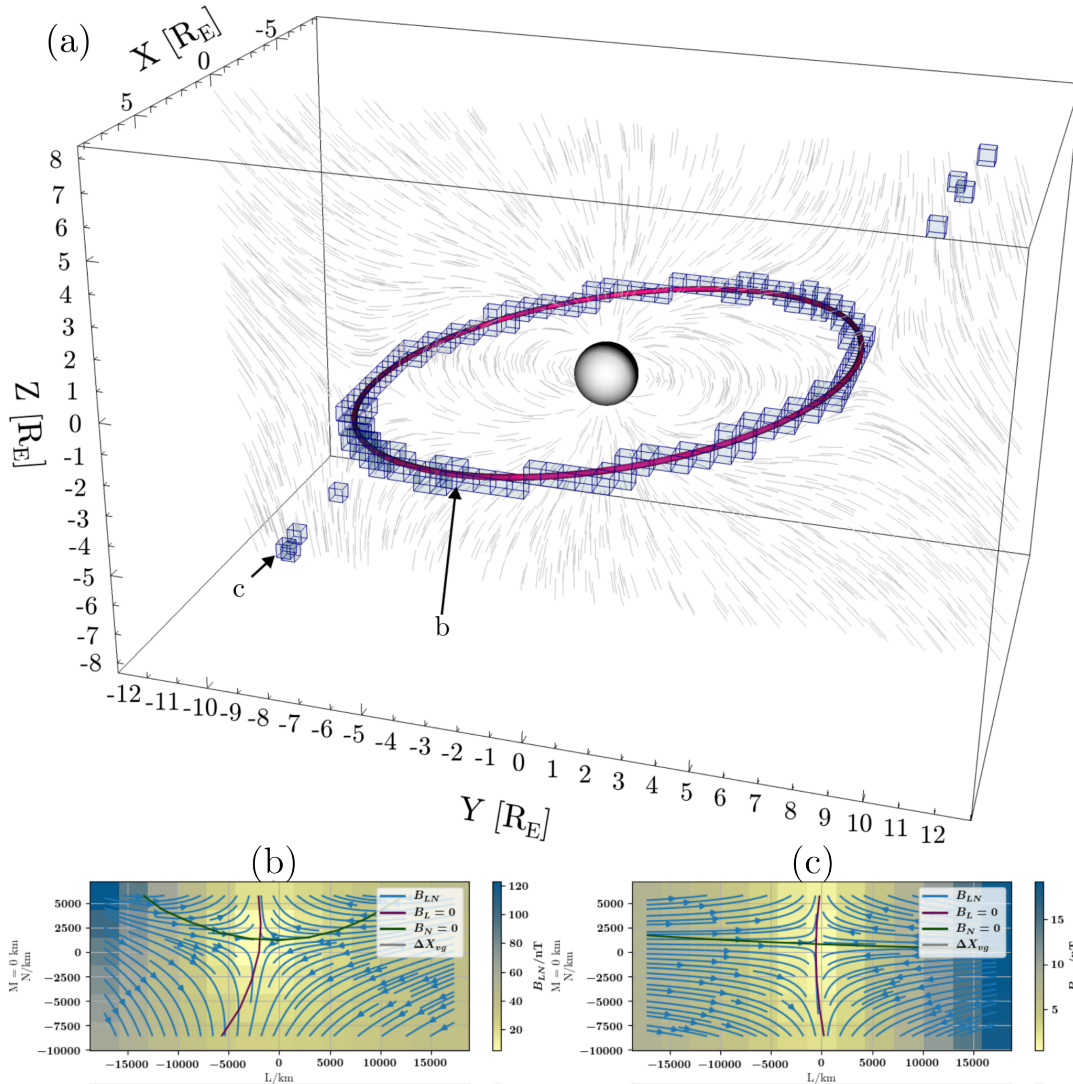 (a)
X [R_E]
-5
0
5
8
7
6
5
4
3
2
1
0
-1
-2
-3
-4
-5
-6
-7
-8
Z [R_E]
c
b
-12 -11 -10 -9 -8 -7 -6 -5 -4 -3 -2 -1 0 1 2 3 4 5 6 7 8 9 10 11 12
Y [R_E]
(b)
5000
2500
0
−2500
−5000
−7500
−10000
M = 0 km
N/km
−15000 −10000 −5000 0 5000 10000 15000
L/km
B_LN
B_L = 0
B_N = 0
ΔX_vg
120
100
80
60
40
20
B_LN/nT
(c)
5000
2500
0
−2500
−5000
−7500
−10000
M = 0 km
N/km
−15000 −10000 −5000 0 5000 10000 15000
L/km
B_LN
B_L = 0
B_N = 0
ΔX_vg
15
10
5